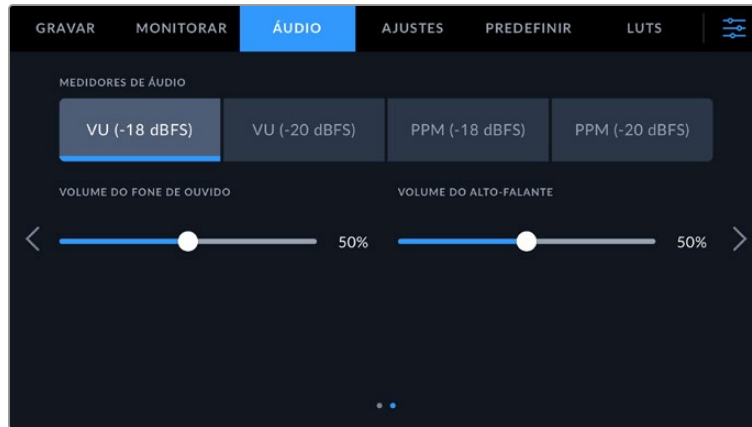 GRAVAR MONITORAR ÁUDIO AJUSTES PREDEFINIR LUTS
MEDIDORES DE ÁUDIO
VU (-18 dBFS) VU (-20 dBFS) PPM (-18 dBFS) PPM (-20 dBFS)
VOLUME DO FONE DE OUVIDO VOLUME DO ALTO-FALANTE
50% 50%